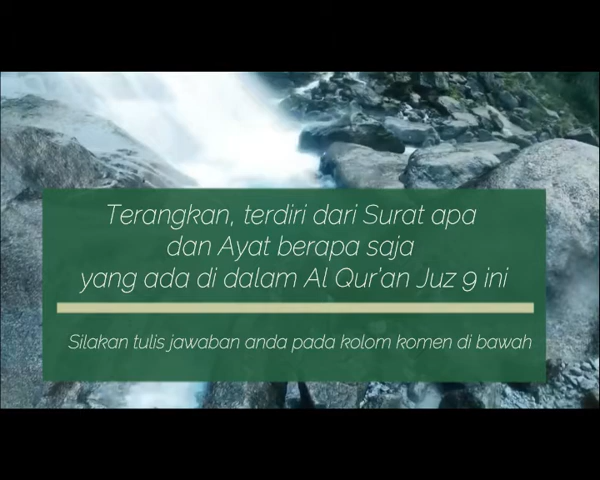 Terangkan, terdiri dari Surat apa
dan Ayat berapa saja
yang ada di dalam Al Qur'an Juz 9 ini
Silakan tulis jawaban anda pada kolom komen di bawah